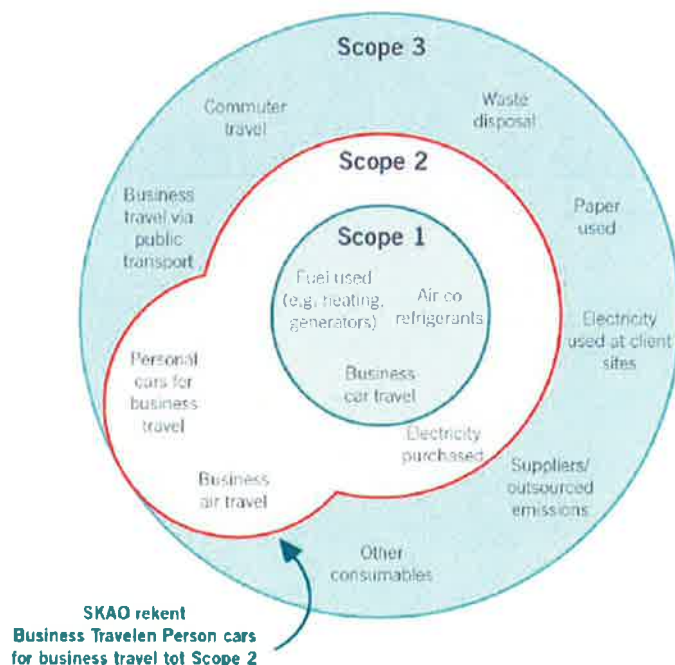 Scope 3
Commuter
travel
Waste
disposal
Scope 2
Business
travel via
public
transport
Paper
used
Scope 1
Fuel used
(e.g. heating,
generators)
Air co
refrigerants
Electricity
used at client
sites
Personal
cars for
business
travel
Business
car travel
Electricity
purchased
Business
air travel
Suppliers/
outsourced
emissions
Other
consumables
SKAO rekent
Business Travelen Person cars
for business travel tot Scope 2